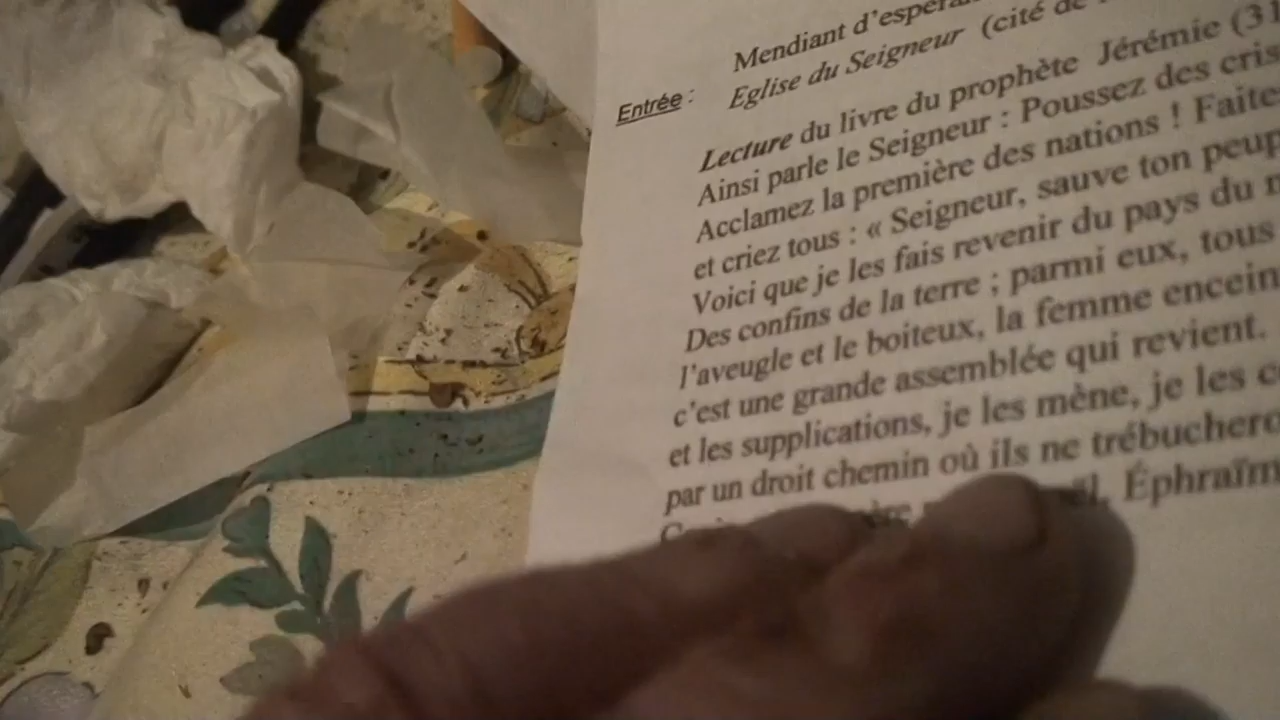 Mendiant d'espéran
Eglise du Seigneur (cité de
Entrée :
Lecture du livre du prophète Jérémie (31
Ainsi parle le Seigneur : Poussez des cris
Acclamez la première des nations ! Faite
et criez tous : « Seigneur, sauve ton peup
Voici que je les fais revenir du pays du
Des confins de la terre ; parmi eux, tous
l'aveugle et le boiteux, la femme encein
c'est une grande assemblée qui revient.
et les supplications, je les mène, je les c
par un droit chemin où ils ne trébuchero
Éphraïm